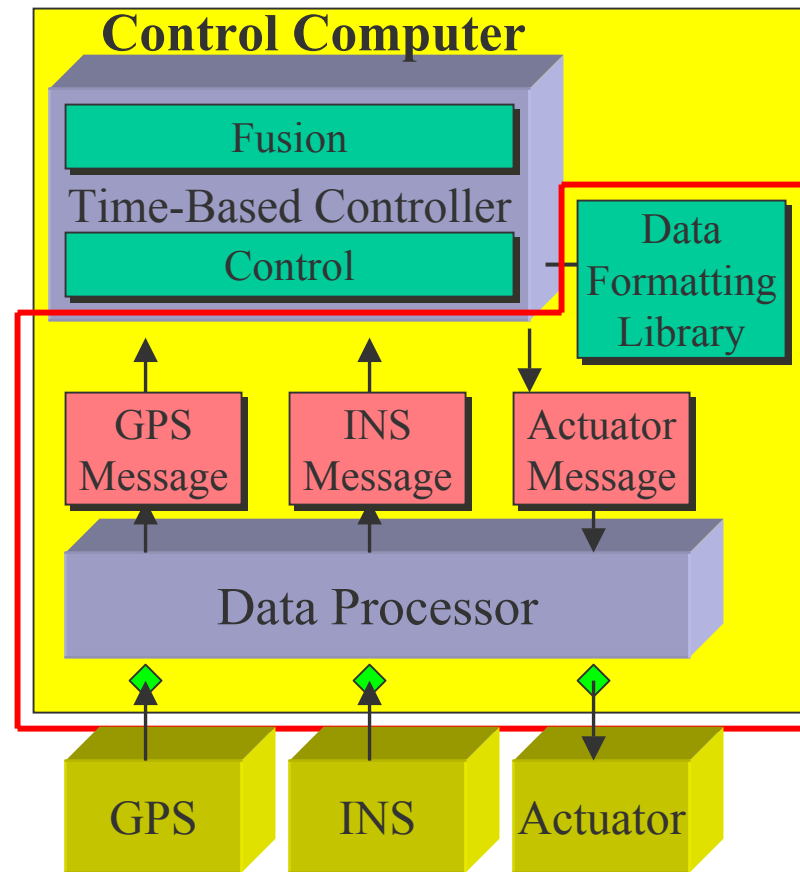 Control Computer
Fusion
Time-Based Controller
Control
Data
Formatting
Library
GPS
Message
INS
Message
Actuator
Message
Data Processor
GPS
INS
Actuator